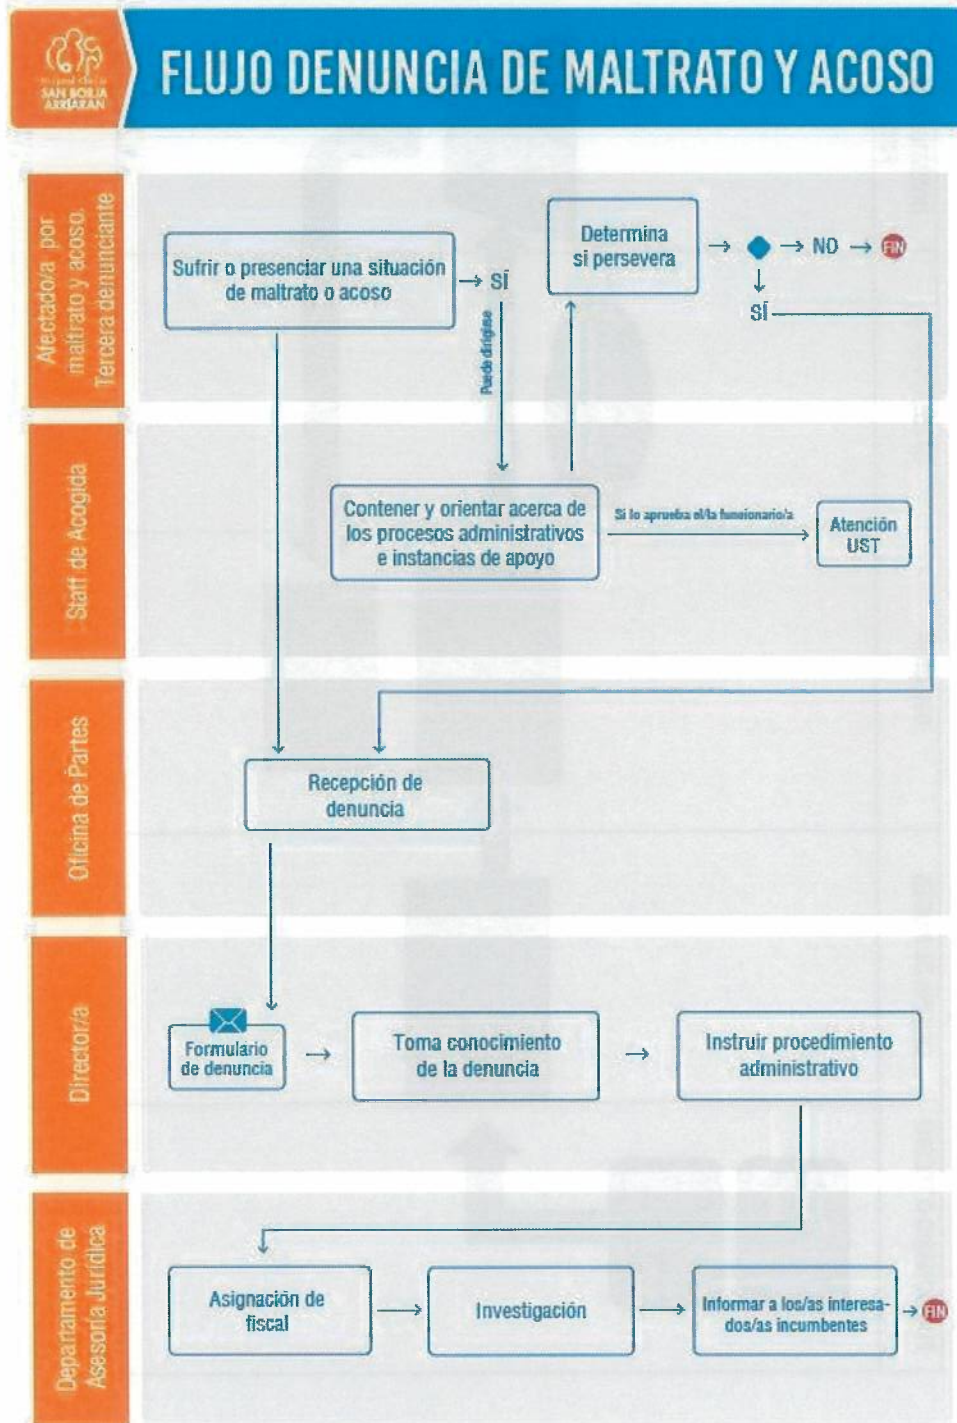 SAN BORJA
ARRIARÁN
FLUJO DENUNCIA DE MALTRATO Y ACOSO
Afectado/a por
maltrato y acoso.
Tercera denunciante
Sufrir o presenciar una situación
de maltrato o acoso
SÍ
Puede dirigirse
Determina
si persevera
NO
FIN
SÍ
Staff de Acogida
Contener y orientar acerca de
los procesos administrativos
e instancias de apoyo
Si lo aprueba el/la funcionario/a
Atención
UST
Oficina de Partes
Recepción de
denuncia
Director/a
Formulario
de denuncia
Toma conocimiento
de la denuncia
Instruir procedimiento
administrativo
Departamento de
Asesoría Jurídica
Asignación de
fiscal
Investigación
Informar a los/as interesa-
dos/as incumbentes
FIN